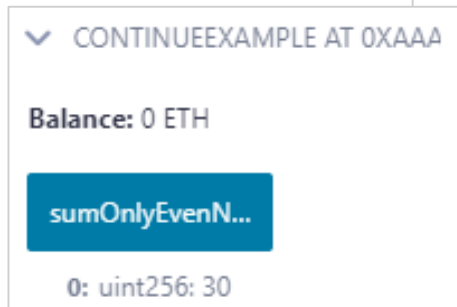 CONTINUEEXAMPLE AT 0XAAA
Balance: 0 ETH
sumOnlyEvenN...
0: uint256: 30